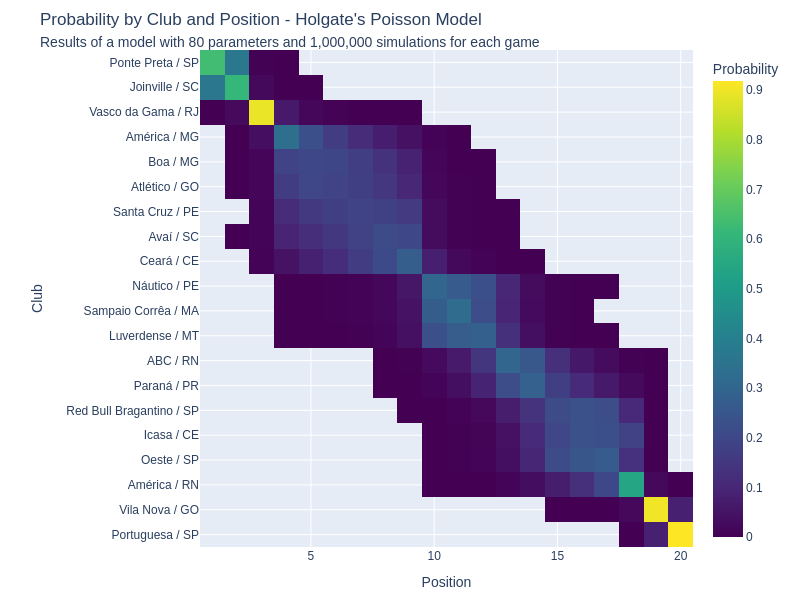 Probability by Club and Position - Holgate's Poisson Model
Results of a model with 80 parameters and 1,000,000 simulations for each game
Probability
Club
Ponte Preta / SP
Joinville / SC
Vasco da Gama / RJ
América / MG
Boa / MG
Atlético / GO
Santa Cruz / PE
Avaí / SC
Ceará / CE
Náutico / PE
Sampaio Corrêa / MA
Luverdense / MT
ABC / RN
Paraná / PR
Red Bull Bragantino / SP
Icasa / CE
Oeste / SP
América / RN
Vila Nova / GO
Portuguesa / SP
0.9
0.8
0.7
0.6
0.5
0.4
0.3
0.2
0.1
0
5 10 15 20
Position